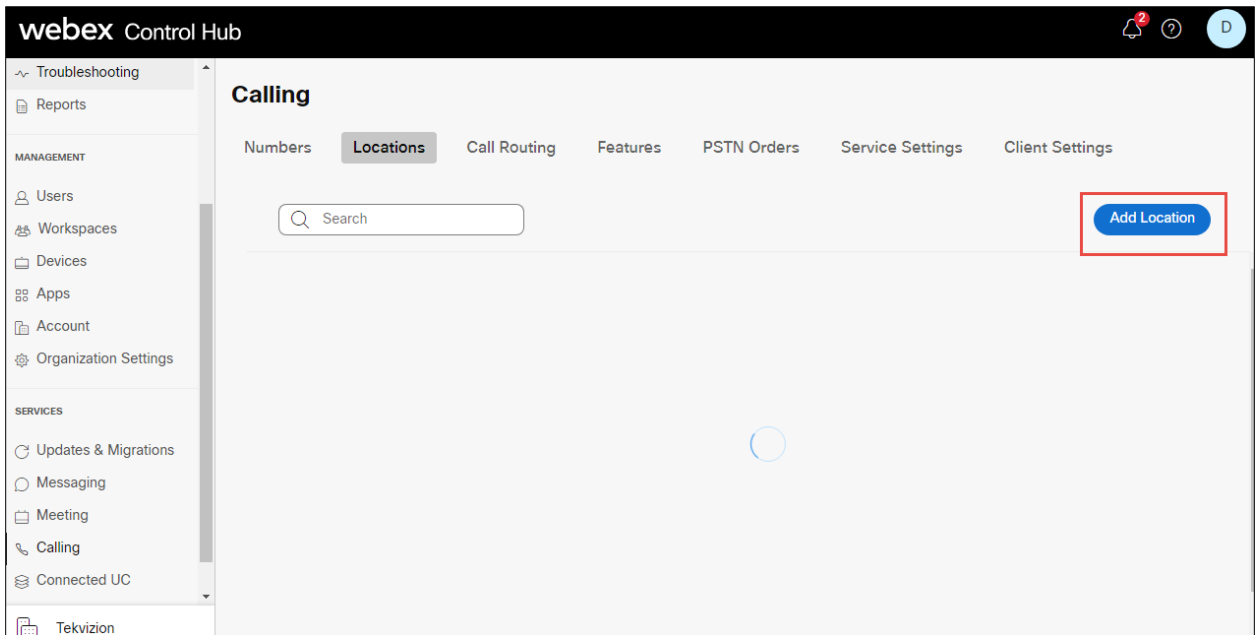 webex Control Hub
2
D
Troubleshooting
Reports
MANAGEMENT
Users
Workspaces
Devices
Apps
Account
Organization Settings
SERVICES
Updates & Migrations
Messaging
Meeting
Calling
Connected UC
Tekvizion
Calling
Numbers Locations Call Routing Features PSTN Orders Service Settings Client Settings
Search
Add Location